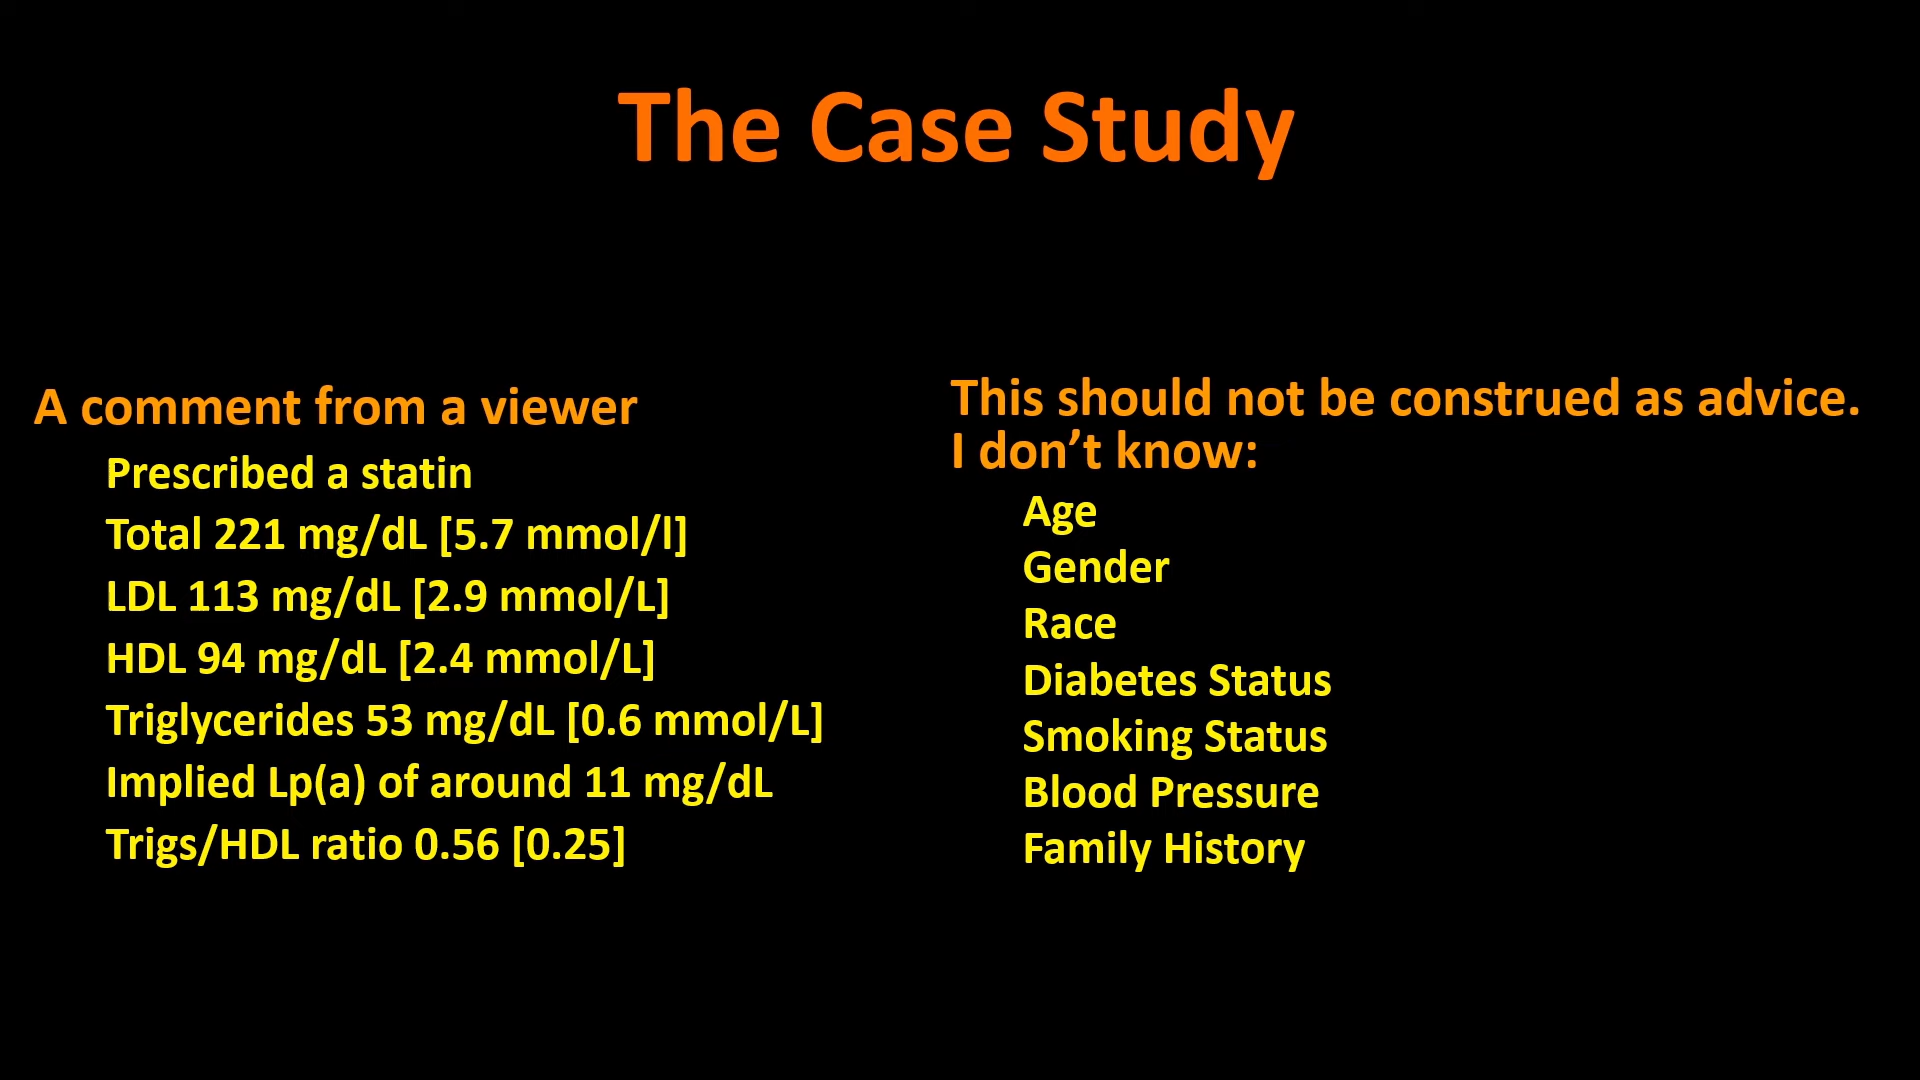 The Case Study
A comment from a viewer
Prescribed a statin
Total 221 mg/dL [5.7 mmol/l]
LDL 113 mg/dL [2.9 mmol/L]
HDL 94 mg/dL [2.4 mmol/L]
Triglycerides 53 mg/dL [0.6 mmol/L]
Implied Lp(a) of around 11 mg/dL
Trigs/HDL ratio 0.56 [0.25]
This should not be construed as advice.
I don’t know:
Age
Gender
Race
Diabetes Status
Smoking Status
Blood Pressure
Family History